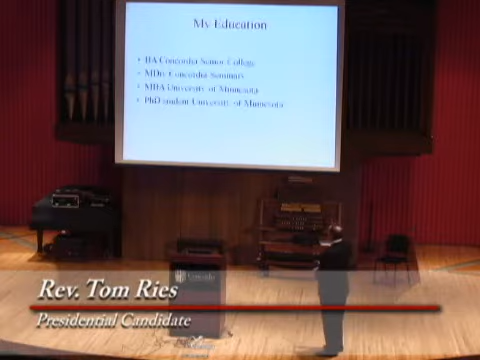 My Education
• BA Concordia Senior College
• MDiv Concordia Seminary
• MBA University of Minnesota
• PhD student University of Minnesota
Concordia
Rev. Tom Ries
Presidential Candidate